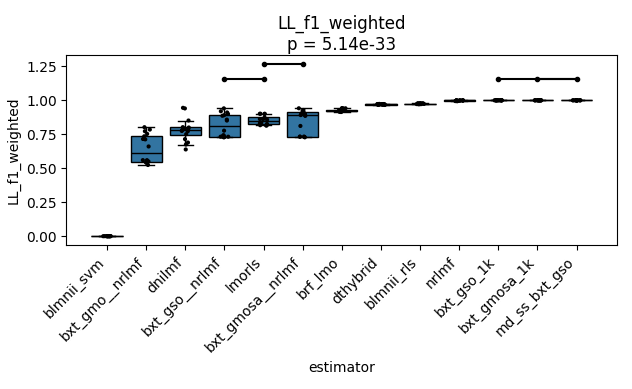 LL_f1_weighted
p = 5.14e-33
LL_f1_weighted
1.25
1.00
0.75
0.50
0.25
0.00
blmnii_svm
bxt_gmo__nrlmf
dnilmf
bxt_gso__nrlmf
lmorls
bxt_gmosa__nrlmf
brf_lmo
dthybrid
blmnii_rls
nrlmf
bxt_gso_1k
bxt_gmosa_1k
md_ss_bxt_gso
estimator